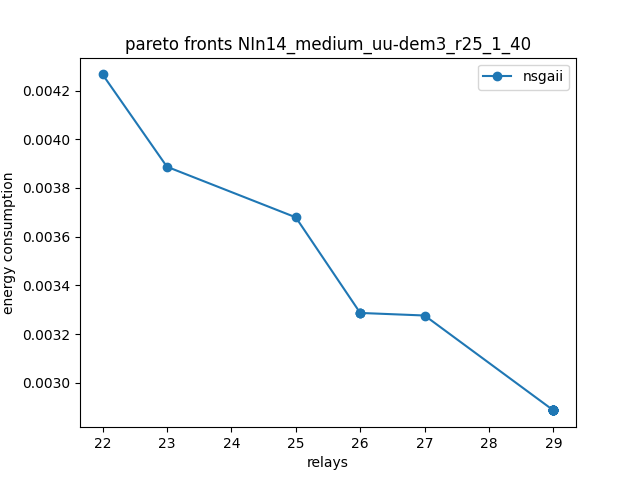 pareto fronts NIn14_medium_uu-dem3_r25_1_40
nsgaii
energy consumption
0.0042
0.0040
0.0038
0.0036
0.0034
0.0032
0.0030
22 23 24 25 26 27 28 29
relays